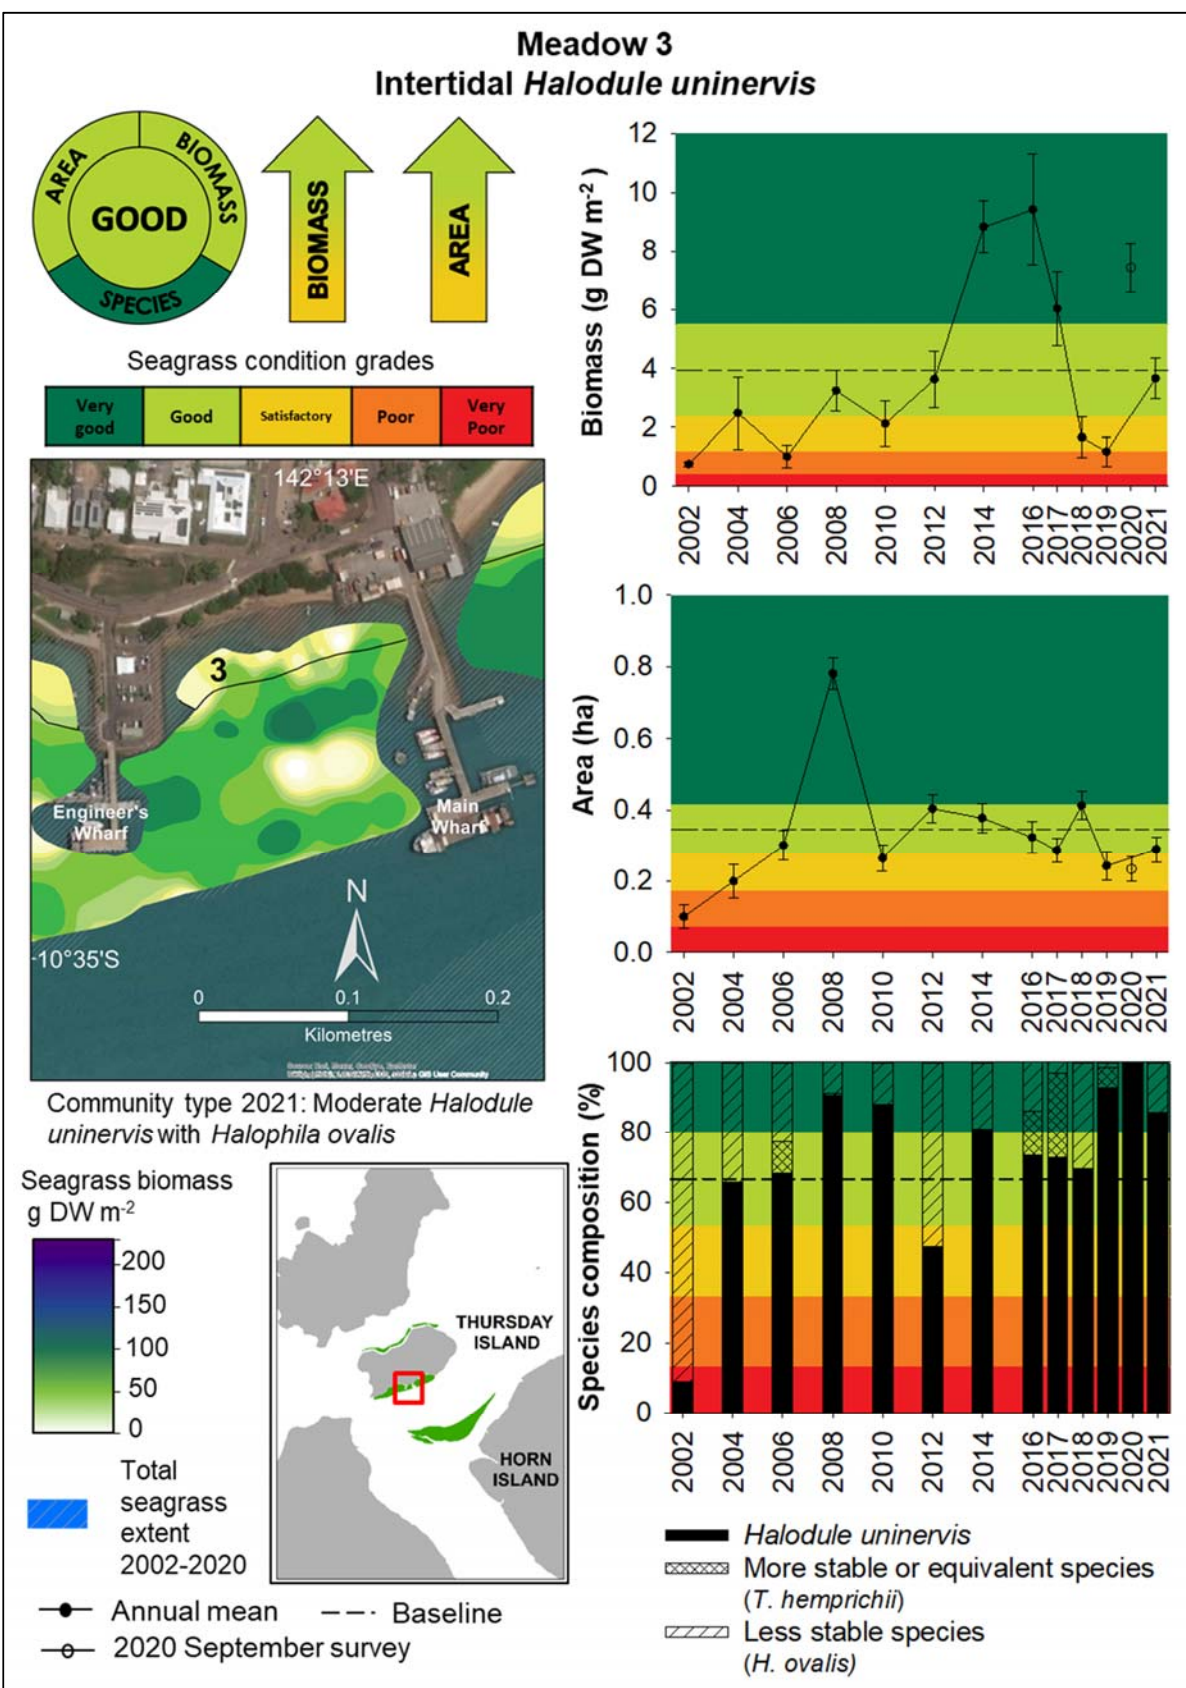 Meadow 3
Intertidal Halodule uninervis
AREA
BIOMASS
GOOD
SPECIES
BIOMASS
AREA
Seagrass condition grades
Very good
Good
Satisfactory
Poor
Very Poor
142°13'E
3
Engineer's
Wharf
Main
Wharf
N
10°35'S
0 0.1 0.2
Kilometres
Community type 2021: Moderate Halodule
uninervis with Halophila ovalis
Seagrass biomass
g DW m-2
200
150
100
50
0
Total
seagrass
extent
2002-2020
THURSDAY
ISLAND
HORN
ISLAND
Annual mean
Baseline
2020 September survey
Biomass (g DW m-2)
12
10
8
6
4
2
0
2002 2004 2006 2008 2010 2012 2014 2016 2017 2018 2019 2020 2021
Area (ha)
1.0
0.8
0.6
0.4
0.2
0.0
2002 2004 2006 2008 2010 2012 2014 2016 2017 2018 2019 2020 2021
Species composition (%)
100
80
60
40
20
0
2002 2004 2006 2008 2010 2012 2014 2016 2017 2018 2019 2020 2021
Halodule uninervis
More stable or equivalent species
(T. hemprichii)
Less stable species
(H. ovalis)